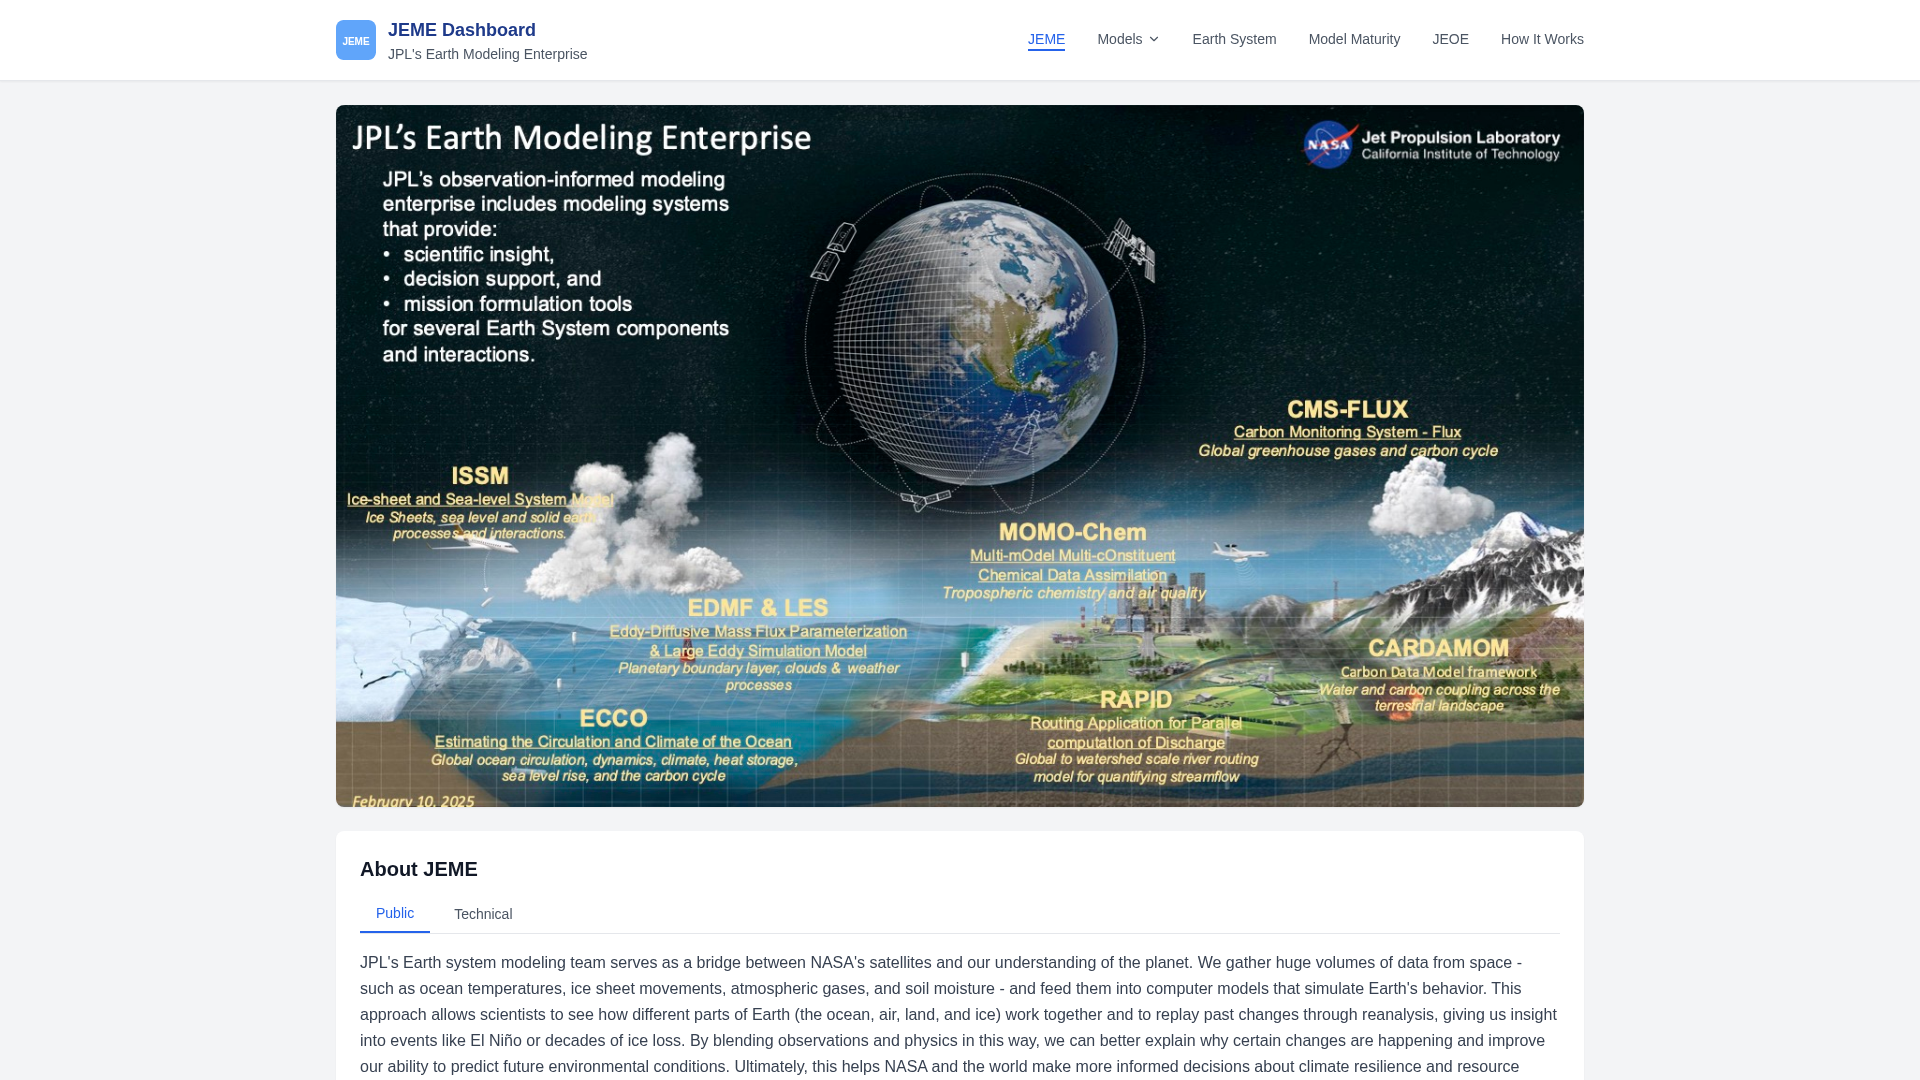 JEME
JEME Dashboard
JPL's Earth Modeling Enterprise
JEME
Models
Earth System
Model Maturity
JEOE
How It Works
JPL's Earth Modeling Enterprise
NASA
Jet Propulsion Laboratory
California Institute of Technology
JPL's observation-informed modeling
enterprise includes modeling systems
that provide:
• scientific insight,
• decision support, and
• mission formulation tools
for several Earth System components
and interactions.
CMS-FLUX
Carbon Monitoring System - Flux
Global greenhouse gases and carbon cycle
ISSM
Ice-sheet and Sea-level System Model
Ice Sheets, sea level and solid earth
processes and interactions.
MOMO-Chem
Multi-mOdel Multi-cOnstituent
Chemical Data Assimilation
Tropospheric chemistry and air quality
EDMF & LES
Eddy-Diffusive Mass Flux Parameterization
& Large Eddy Simulation Model
Planetary boundary layer, clouds & weather
processes
CARDAMOM
Carbon Data Model framework
Water and carbon coupling across the
terrestrial landscape
RAPID
Routing Application for Parallel
computatIon of Discharge
Global to watershed scale river routing
model for quantifying streamflow
ECCO
Estimating the Circulation and Climate of the Ocean
Global ocean circulation, dynamics, climate, heat storage,
sea level rise, and the carbon cycle
February 10, 2025
About JEME
Public
Technical
JPL's Earth system modeling team serves as a bridge between NASA's satellites and our understanding of the planet. We gather huge volumes of data from space -
such as ocean temperatures, ice sheet movements, atmospheric gases, and soil moisture - and feed them into computer models that simulate Earth's behavior. This
approach allows scientists to see how different parts of Earth (the ocean, air, land, and ice) work together and to replay past changes through reanalysis, giving us insight
into events like El Niño or decades of ice loss. By blending observations and physics in this way, we can better explain why certain changes are happening and improve
our ability to predict future environmental conditions. Ultimately, this helps NASA and the world make more informed decisions about climate resilience and resource